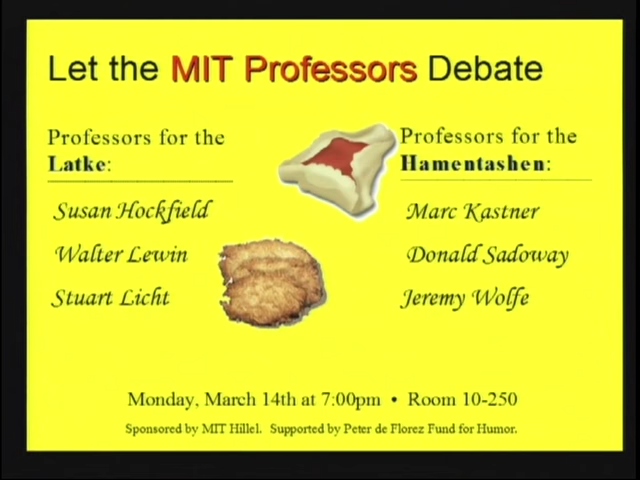 Let the MIT Professors Debate
Professors for the
Latke:
Susan Hockfield
Walter Lewin
Stuart Licht
Professors for the
Hamentashen:
Marc Kastner
Donald Sadoway
Jeremy Wolfe
Monday, March 14th at 7:00pm • Room 10-250
Sponsored by MIT Hillel. Supported by Peter de Florez Fund for Humor.